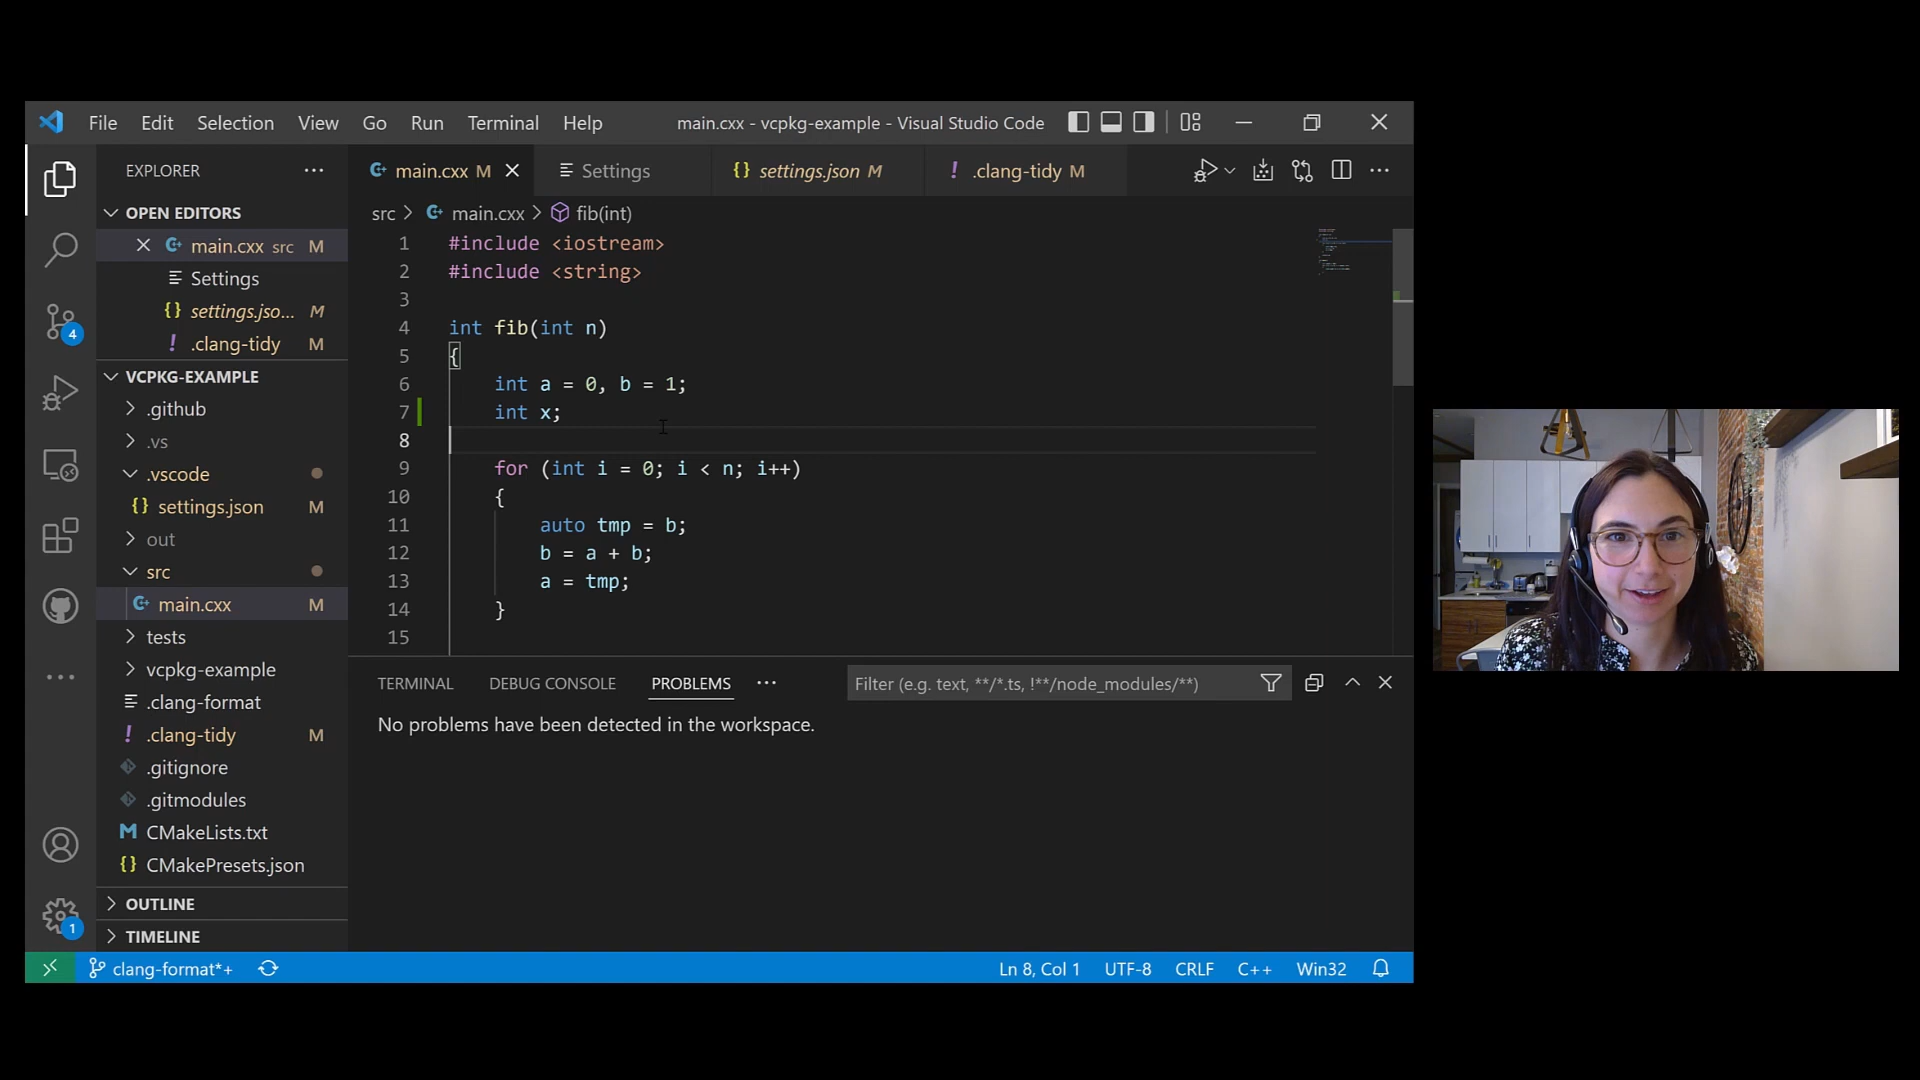 File Edit Selection View Go Run Terminal Help main.cxx - vcpkg-example - Visual Studio Code
EXPLORER
OPEN EDITORS
main.cxx src M
Settings
settings.jso... M
.clang-tidy M
VCPKG-EXAMPLE
.github
.vs
.vscode
settings.json M
out
src
main.cxx M
tests
vcpkg-example
.clang-format
.clang-tidy M
.gitignore
.gitmodules
CMakeLists.txt
CMakePresets.json
OUTLINE
TIMELINE
4
1
main.cxx M Settings settings.json M .clang-tidy M
src > main.cxx > fib(int)
1 #include <iostream>
2 #include <string>
3
4 int fib(int n)
5 {
6 int a = 0, b = 1;
7 int x;
8
9 for (int i = 0; i < n; i++)
10 {
11 auto tmp = b;
12 b = a + b;
13 a = tmp;
14 }
15
TERMINAL DEBUG CONSOLE PROBLEMS Filter (e.g. text, **/*.ts, !**/node_modules/**)
No problems have been detected in the workspace.
clang-format*+ Ln 8, Col 1 UTF-8 CRLF C++ Win32